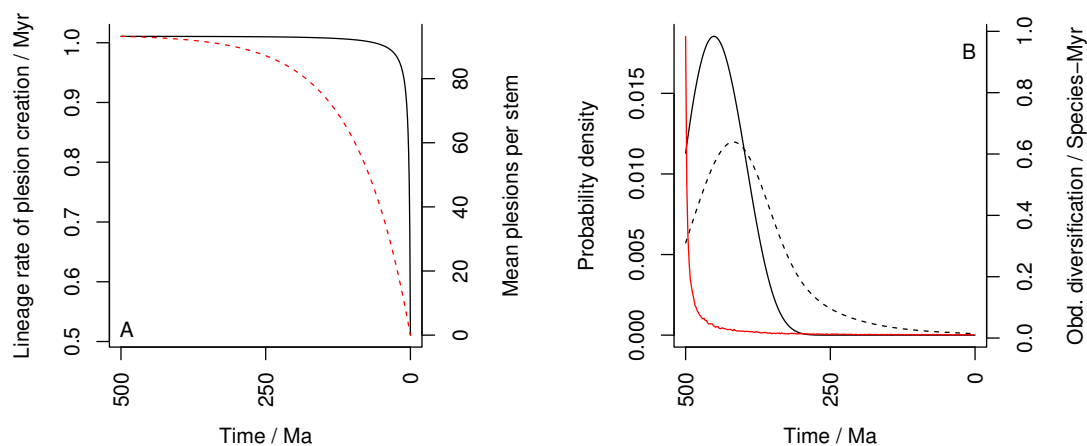 Lineage rate of plesion creation / Myr
0.5 0.6 0.7 0.8 0.9 1.0
A
500 250 0
Time / Ma
0 20 40 60 80
Mean plesions per stem
Probability density
0.000 0.005 0.010 0.015
B
500 250 0
Time / Ma
0.0 0.2 0.4 0.6 0.8 1.0
Obd. diversification / Species−Myr